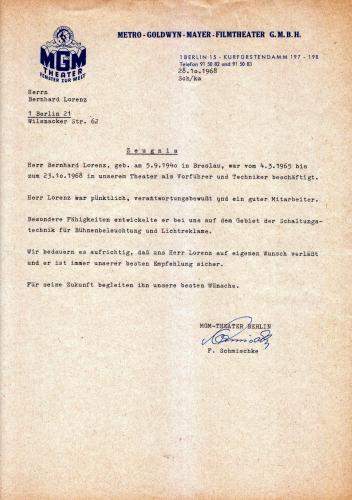 METRO-GOLDWYN-MAYER-FILMTHEATER G.M.B.H.
MGM
THEATER
FENSTER ZUR WELT
1 BERLIN 15 - KURFÜRSTENDAMM 197 - 198
Telefon 91 50 82 und 91 50 83
28.10.1968
Sch/ka
Herrn
Bernhard Lorenz
1 Berlin 21
Wilsnacker Str. 62
Z e u g n i s
Herr Bernhard Lorenz, geb. am 5.9.1940 in Breslau, war vom 4.3.1965
bis zum 23.10.1968 in unserem Theater als Vorführer und Techniker beschäftigt.
Herr Lorenz war pünktlich, verantwortungsbewußt und ein guter Mitarbeiter.
Besondere Fähigkeiten entwickelte er bei uns auf dem Gebiet der Schaltungs-
technik für Bühnenbeleuchtung und Lichtreklame.
Wir bedauern es aufrichtig, daß uns Herr Lorenz auf eigenen Wunsch verläßt
und er ist immer unserer besten Empfehlung sicher.
Für seine Zukunft begleiten ihn unsere besten Wünsche.
MGM-THEATER BERLIN
F. Schmischke